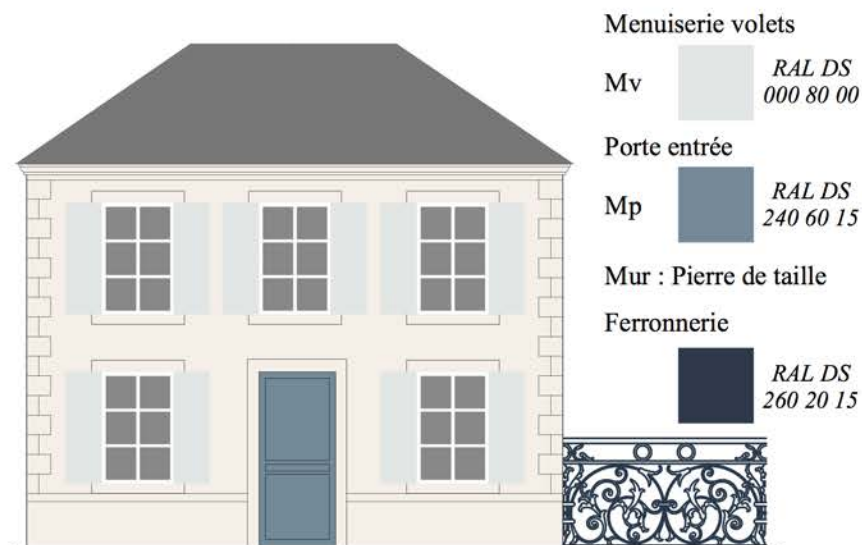 Menuiserie volets
Mv
RAL DS
000 80 00
Porte entrée
Mp
RAL DS
240 60 15
Mur : Pierre de taille
Ferronnerie
RAL DS
260 20 15